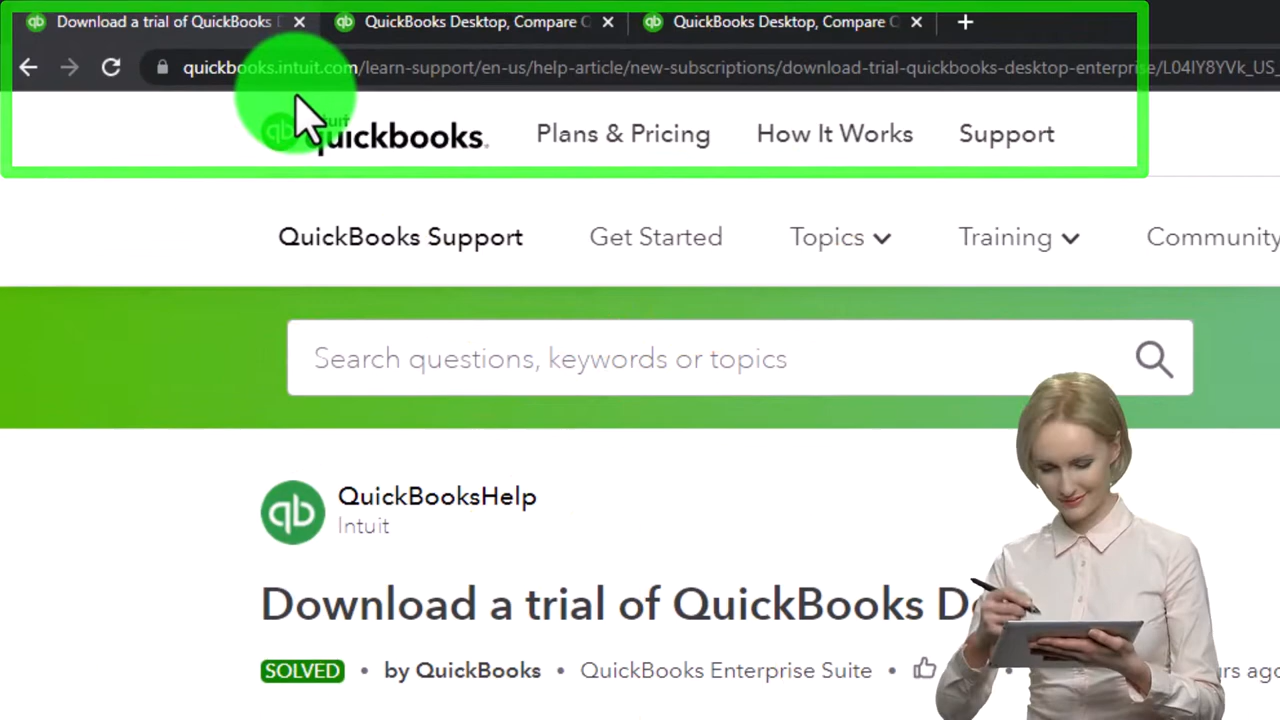 Download a trial of QuickBooks
QuickBooks Desktop, Compare
QuickBooks Desktop, Compare
quickbooks.intuit.com/learn-support/en-us/help-article/new-subscriptions/download-trial-quickbooks-desktop-enterprise/L04IY8YVk_US_
quickbooks. Plans & Pricing How It Works Support
QuickBooks Support Get Started Topics Training Community
Search questions, keywords or topics
qb QuickBooksHelp
Intuit
Download a trial of QuickBooks
SOLVED • by QuickBooks • QuickBooks Enterprise Suite •